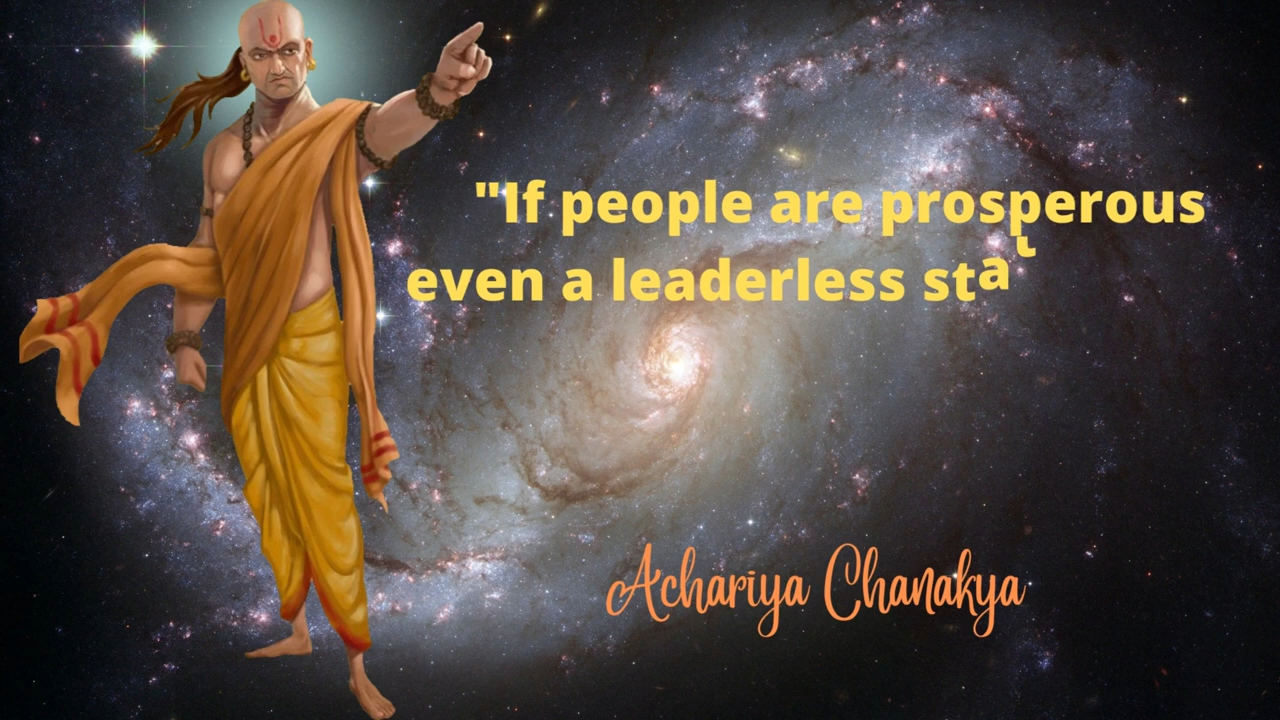 "If people are prosperous
even a leaderless sta
Achariya Chanakya